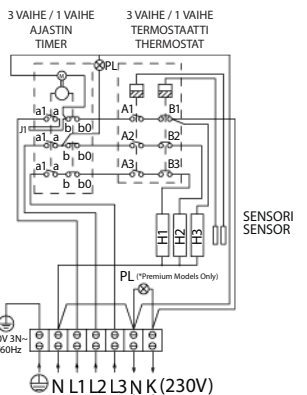 3 VAIHE / 1 VAIHE
AJASTIN
TIMER
3 VAIHE / 1 VAIHE
TERMOSTAATTI
THERMOSTAT
M
PL
a1 a b b0
J1
a1 a b b0
a1 a b b0
A1 B1
A2 B2
A3 B3
H1 H2 H3
SENSORI
SENSOR
PL (*Premium Models Only)
0V 3N~
60Hz
N L1 L2 L3 N K (230V)